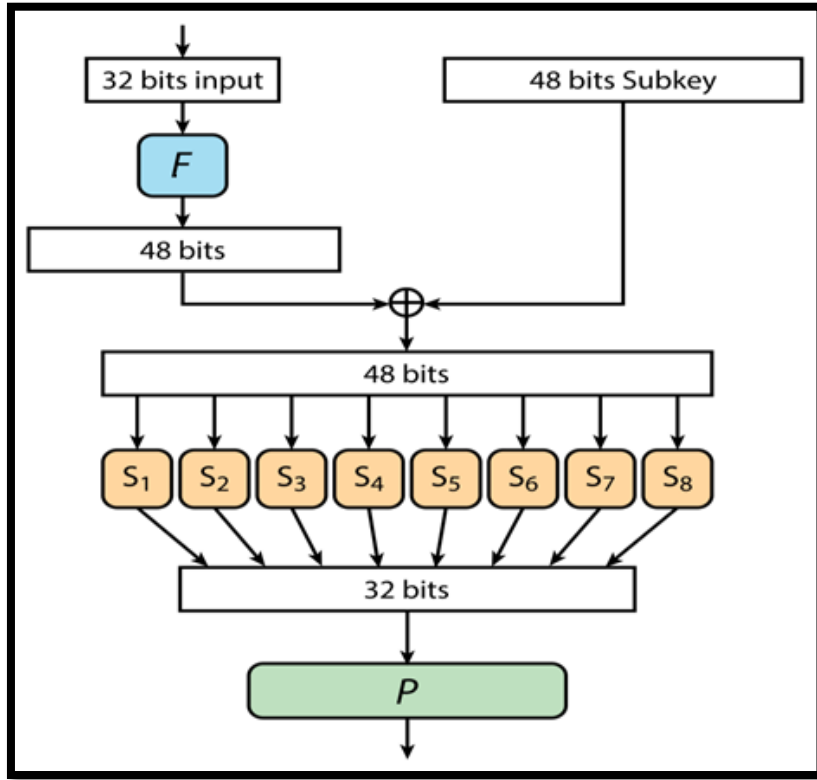 32 bits input
48 bits Subkey
F
48 bits
48 bits
S1 S2 S3 S4 S5 S6 S7 S8
32 bits
P